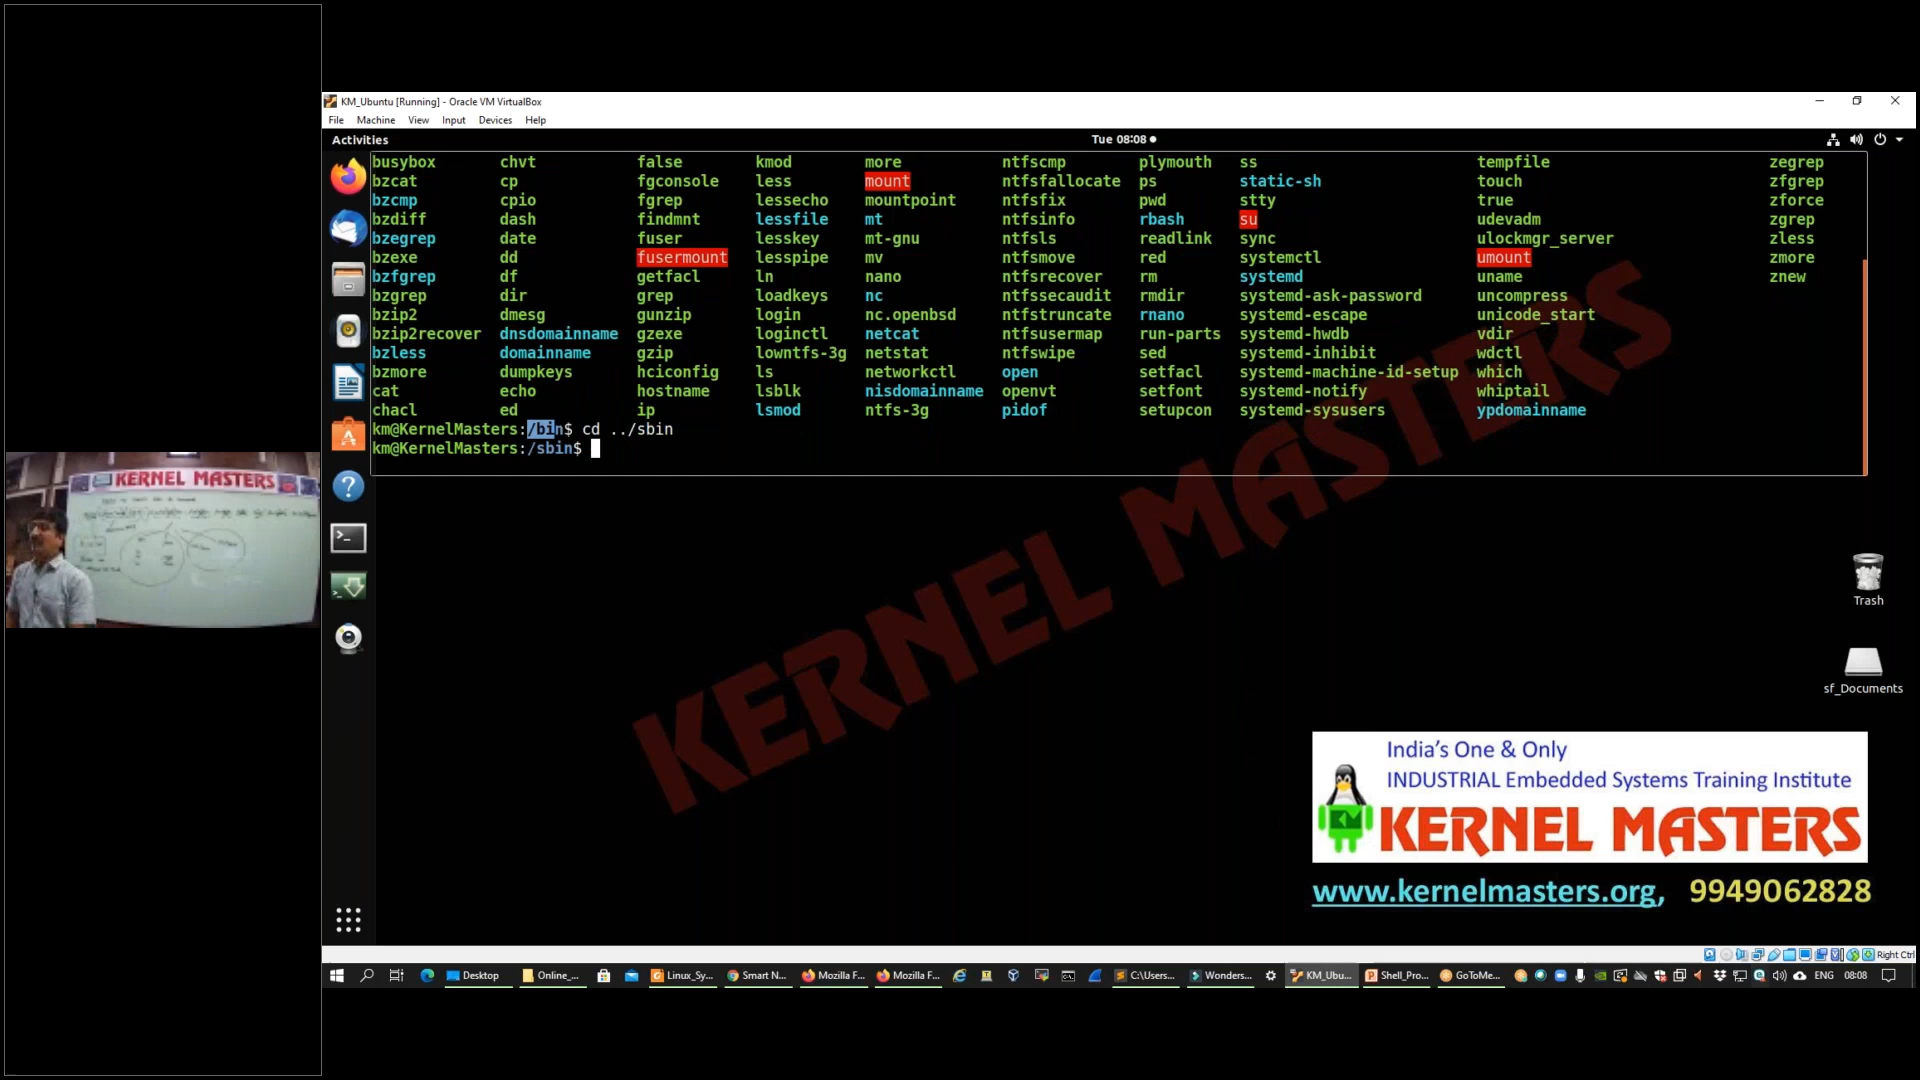 KM_Ubuntu [Running] - Oracle VM VirtualBox
File Machine View Input Devices Help
Activities
Tue 08:08
busybox chvt false kmod more ntfscmp plymouth ss tempfile zegrep
bzcat cp fgconsole less mount ntfsfallocate ps static-sh touch zfgrep
bzcmp cpio fgrep lessecho mountpoint ntfsfix pwd stty true zforce
bzdiff dash findmnt lessfile mt ntfsinfo rbash su udevadm zgrep
bzegrep date fuser lesskey mt-gnu ntfsls readlink sync ulockmgr_server zless
bzexe dd fusermount lesspipe mv ntfsmove red systemctl umount zmore
bzfgrep df getfacl ln nano ntfsrecover rm systemd uname znew
bzgrep dir grep loadkeys nc ntfssecaudit rmdir systemd-ask-password uncompress
bzip2 dmesg gunzip login nc.openbsd ntfstruncate rnano systemd-escape unicode_start
bzip2recover dnsdomainname gzexe loginctl netcat ntfsusermap run-parts systemd-hwdb vdir
bzless domainname gzip lowntfs-3g netstat ntfswipe sed systemd-inhibit wdctl
bzmore dumpkeys hciconfig ls networkctl open setfacl systemd-machine-id-setup which
cat echo hostname lsblk nisdomainname openvt setfont systemd-notify whiptail
chacl ed ip lsmod ntfs-3g pidof setupcon systemd-sysusers ypdomainname
km@KernelMasters:/bin$ cd ../sbin
km@KernelMasters:/sbin$
KERNEL MASTERS
KERNEL MASTERS
Trash
sf_Documents
India's One & Only
INDUSTRIAL Embedded Systems Training Institute
KERNEL MASTERS
www.kernelmasters.org, 9949062828
Right Ctrl
Desktop Online_... Linux_Sy... Smart N... Mozilla F... Mozilla F... C:\Users... Wonders... KM_Ubu... Shell_Pro... GoToMe... ENG 08:08